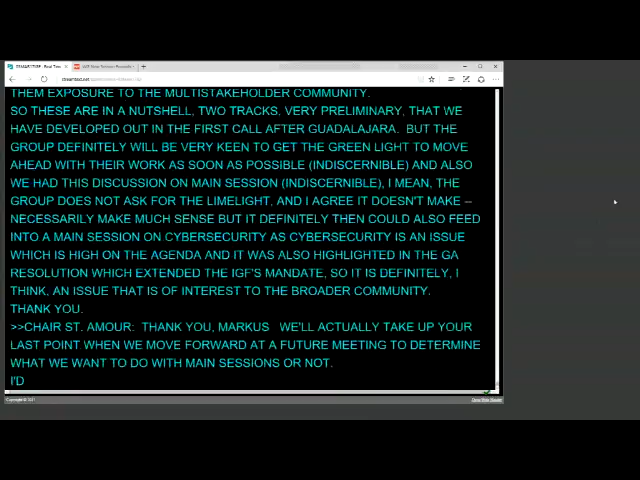 THEM EXPOSURE TO THE MULTISTAKEHOLDER COMMUNITY.
SO THESE ARE IN A NUTSHELL, TWO TRACKS. VERY PRELIMINARY, THAT WE
HAVE DEVELOPED OUT IN THE FIRST CALL AFTER GUADALAJARA.  BUT THE
GROUP DEFINITELY WILL BE VERY KEEN TO GET THE GREEN LIGHT TO MOVE
AHEAD WITH THEIR WORK AS SOON AS POSSIBLE (INDISCERNIBLE) AND ALSO
WE HAD THIS DISCUSSION ON MAIN SESSION (INDISCERNIBLE), I MEAN, THE
GROUP DOES NOT ASK FOR THE LIMELIGHT, AND I AGREE IT DOESN'T MAKE --
NECESSARILY MAKE MUCH SENSE BUT IT DEFINITELY THEN COULD ALSO FEED
INTO A MAIN SESSION ON CYBERSECURITY AS CYBERSECURITY IS AN ISSUE
WHICH IS HIGH ON THE AGENDA AND IT WAS ALSO HIGHLIGHTED IN THE GA
RESOLUTION WHICH EXTENDED THE IGF'S MANDATE, SO IT IS DEFINITELY, I
THINK, AN ISSUE THAT IS OF INTEREST TO THE BROADER COMMUNITY.
THANK YOU.
>>CHAIR ST. AMOUR:  THANK YOU, MARKUS   WE'LL ACTUALLY TAKE UP YOUR
LAST POINT WHEN WE MOVE FORWARD AT A FUTURE MEETING TO DETERMINE
WHAT WE WANT TO DO WITH MAIN SESSIONS OR NOT.
I'D